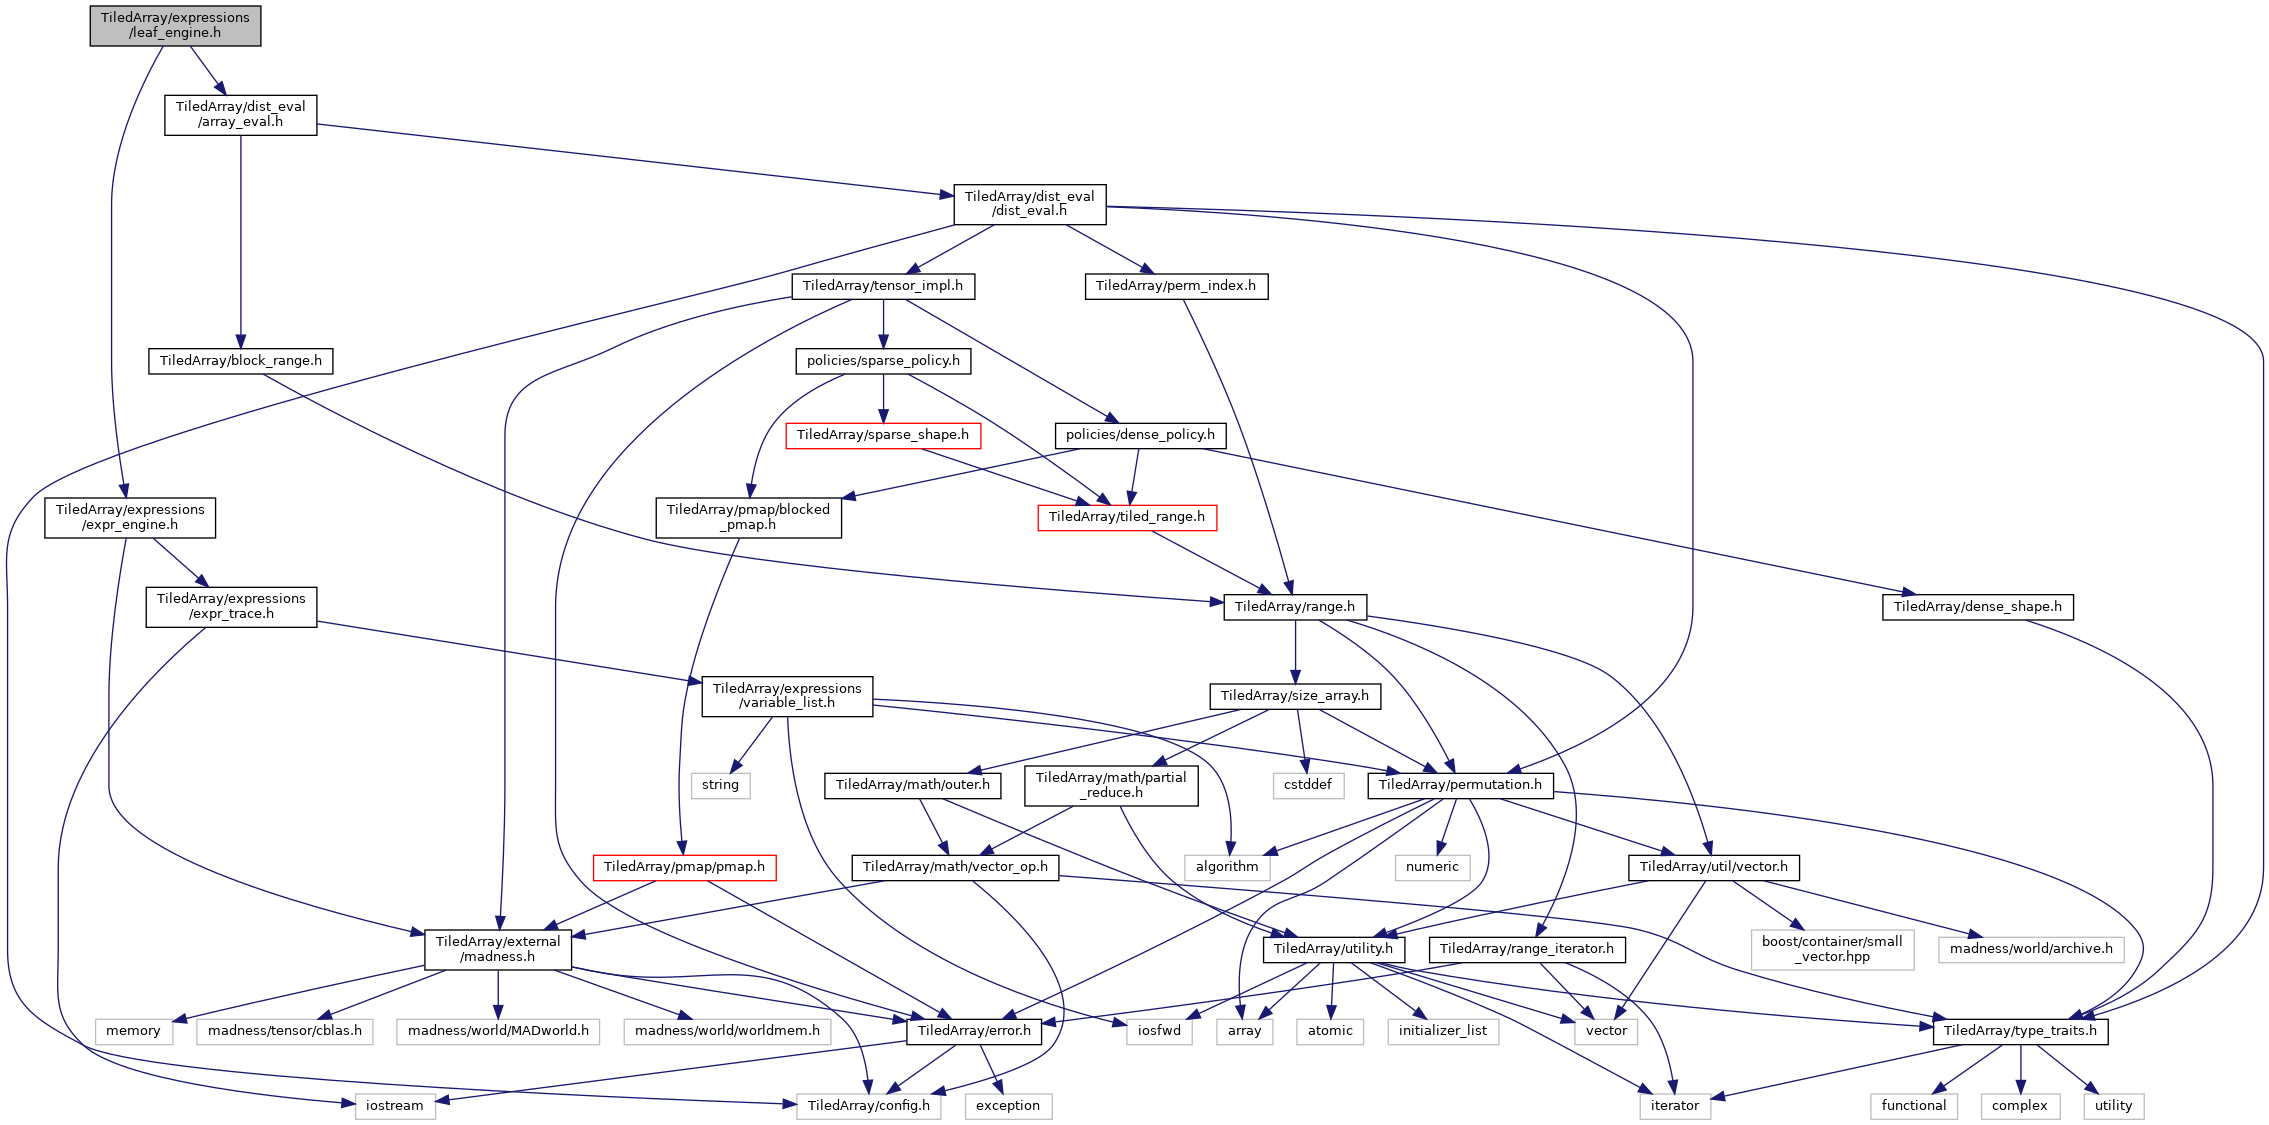 TiledArray/expressions
/leaf_engine.h
TiledArray/dist_eval
/array_eval.h
TiledArray/dist_eval
/dist_eval.h
TiledArray/tensor_impl.h
TiledArray/perm_index.h
TiledArray/block_range.h
policies/sparse_policy.h
TiledArray/sparse_shape.h
policies/dense_policy.h
TiledArray/expressions
/expr_engine.h
TiledArray/pmap/blocked
_pmap.h
TiledArray/tiled_range.h
TiledArray/expressions
/expr_trace.h
TiledArray/range.h
TiledArray/dense_shape.h
TiledArray/expressions
/variable_list.h
TiledArray/size_array.h
string
TiledArray/math/outer.h
TiledArray/math/partial
_reduce.h
cstddef
TiledArray/permutation.h
TiledArray/pmap/pmap.h
TiledArray/math/vector_op.h
algorithm
numeric
TiledArray/util/vector.h
TiledArray/external
/madness.h
TiledArray/utility.h
TiledArray/range_iterator.h
boost/container/small
_vector.hpp
madness/world/archive.h
memory
madness/tensor/cblas.h
madness/world/MADworld.h
madness/world/worldmem.h
TiledArray/error.h
iosfwd
array
atomic
initializer_list
vector
TiledArray/type_traits.h
iostream
TiledArray/config.h
exception
iterator
functional
complex
utility